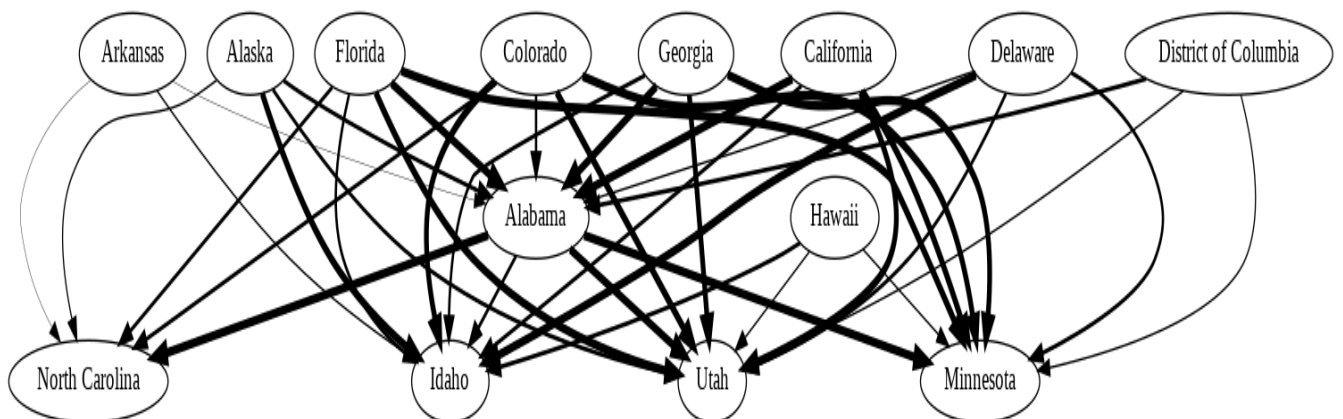 Arkansas Alaska Florida Colorado Georgia California Delaware District of Columbia
Alabama Hawaii
North Carolina Idaho Utah Minnesota